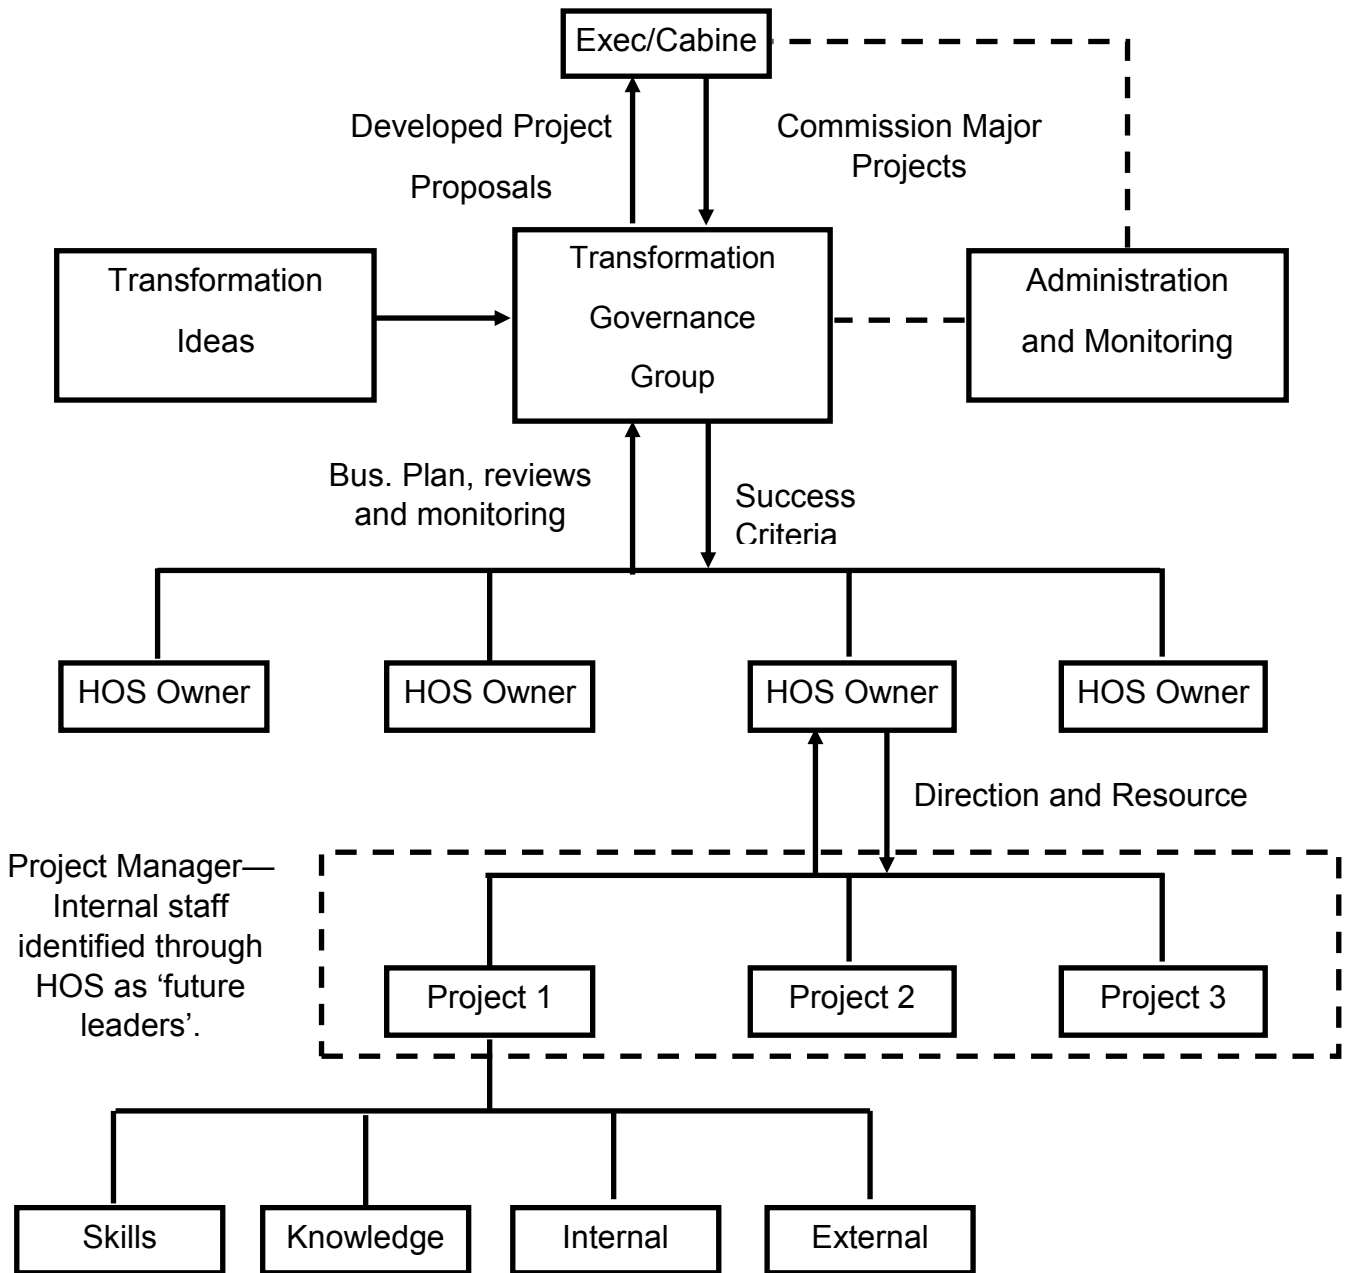 Exec/Cabine
Developed Project
Proposals
Commission Major
Projects
Transformation
Ideas
Transformation
Governance
Group
Administration
and Monitoring
Bus. Plan, reviews
and monitoring
Success
Criteria
HOS Owner
HOS Owner
HOS Owner
HOS Owner
Direction and Resource
Project Manager—
Internal staff
identified through
HOS as ‘future
leaders’.
Project 1
Project 2
Project 3
Skills
Knowledge
Internal
External